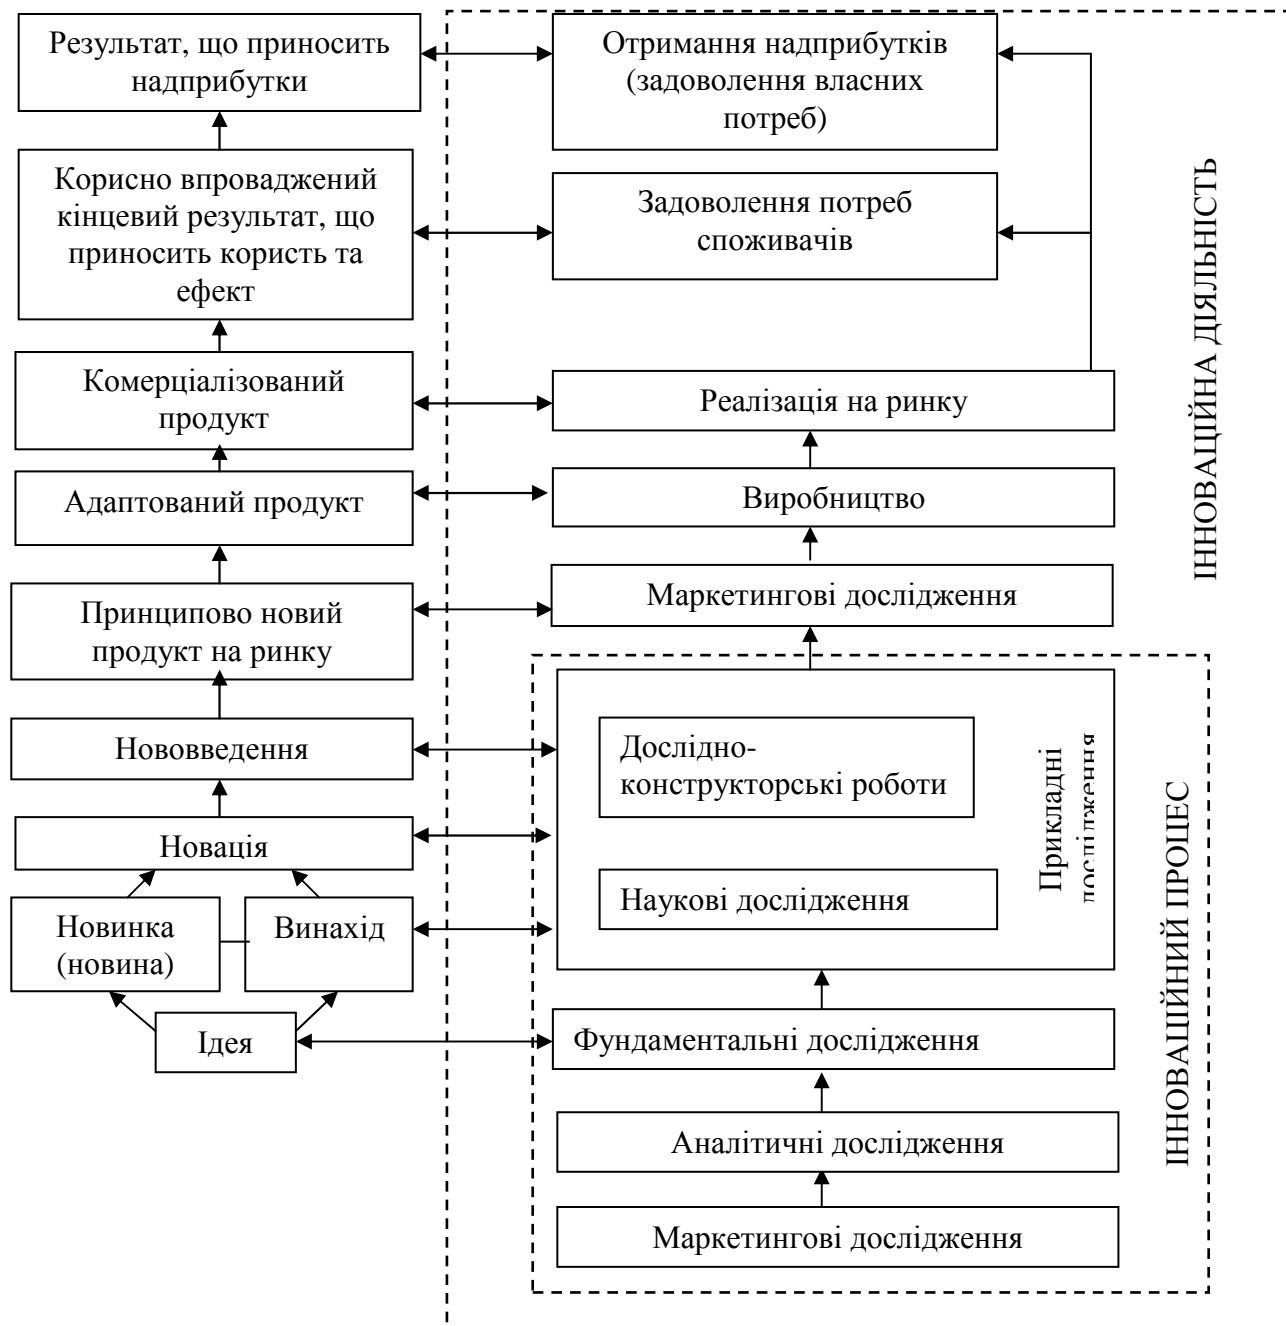 Результат, що приносить
надприбутки
Корисно впроваджений
кінцевий результат, що
приносить користь та
ефект
Комерціалізований
продукт
Адаптований продукт
Принципово новий
продукт на ринку
Нововведення
Новація
Новинка
(новина)
Винахід
Ідея
Отримання надприбутків
(задоволення власних
потреб)
Задоволення потреб
споживачів
Реалізація на ринку
Виробництво
Маркетингові дослідження
Дослідно-
конструкторські роботи
Наукові дослідження
Прикладні
дослідження
Фундаментальні дослідження
Аналітичні дослідження
Маркетингові дослідження
ІННОВАЦІЙНИЙ ПРОЦЕС
ІННОВАЦІЙНА ДІЯЛЬНІСТЬ